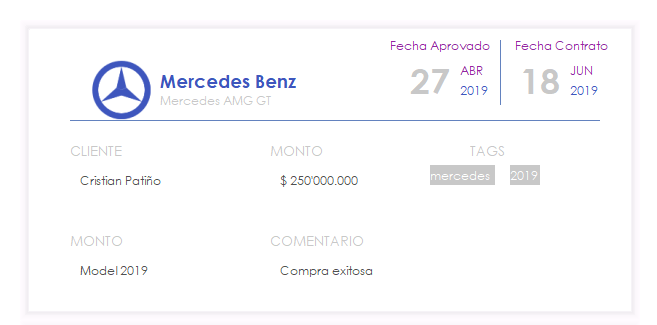 Fecha Aprovado
Fecha Contrato
27 ABR 2019
18 JUN 2019
Mercedes Benz
Mercedes AMG GT
CLIENTE
MONTO
TAGS
Cristian Patiño
$ 250'000.000
mercedes
2019
MONTO
COMENTARIO
Model 2019
Compra exitosa